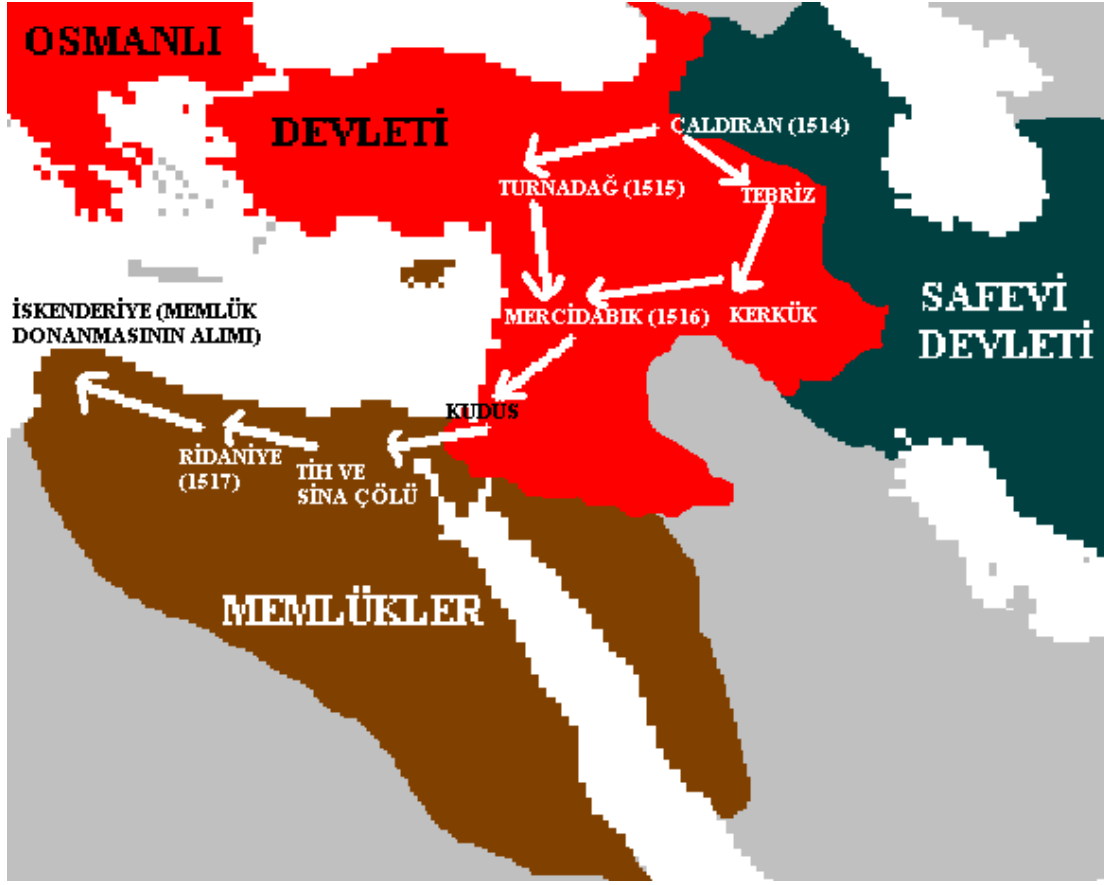 OSMANLI
DEVLETİ
ÇALDIRAN (1514)
TURNADAĞ (1515)
TEBRİZ
MERCİDABIK (1516)
KERKÜK
SAFEVİ
DEVLETİ
İSKENDERİYE (MEMLÜK
DONANMASININ ALIMI)
KUDUS
RİDANİYE
(1517)
TİH VE
SİNA ÇÖLÜ
MEMLÜKLER